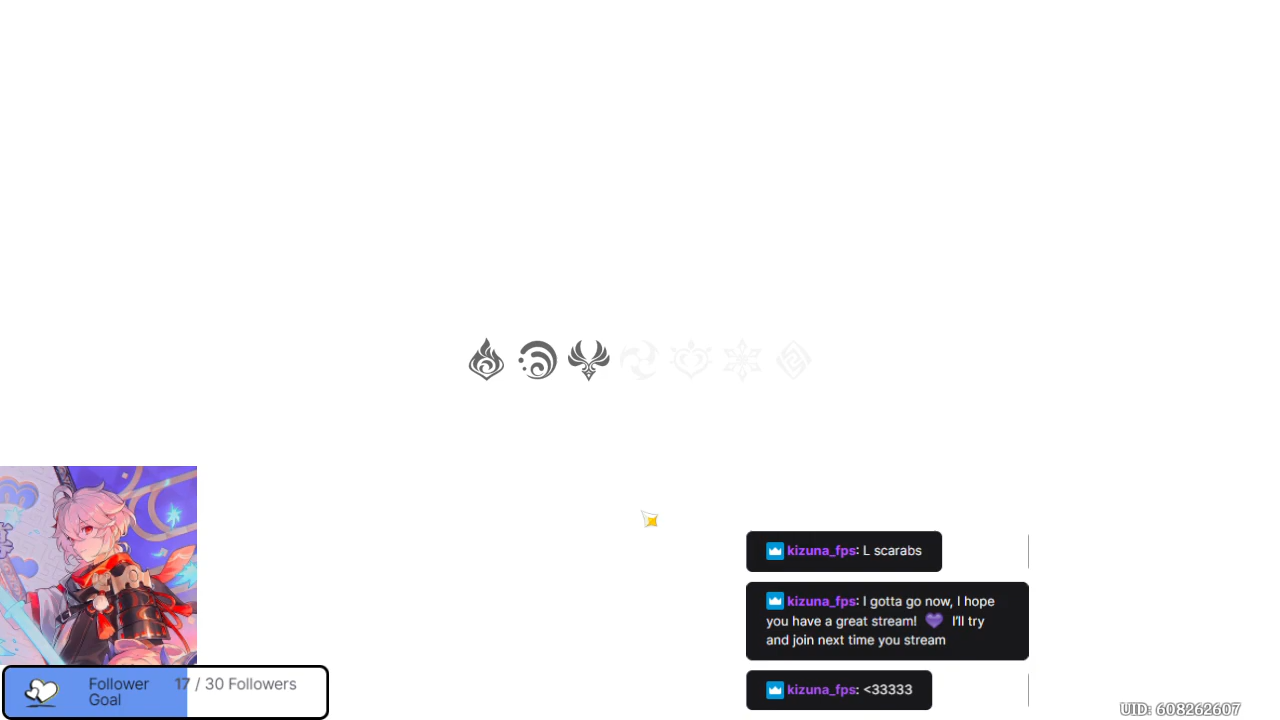 kizuna_fps: L scarabs
kizuna_fps: I gotta go now, I hope
you have a great stream! I'll try
and join next time you stream
kizuna_fps: <33333
Follower
Goal
17 / 30 Followers
UID: 608262607